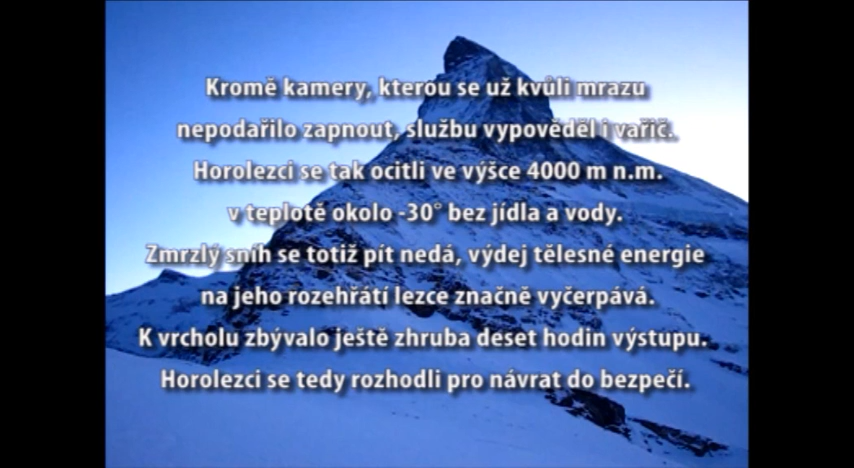 Kromě kamery, kterou se už kvůli mrazu
nepodařilo zapnout, službu vypověděl i vařič.
Horolezci se tak ocitli ve výšce 4000 m n.m.
v teplotě okolo -30° bez jídla a vody.
Zmrzlý sníh se totiž pít nedá, výdej tělesné energie
na jeho rozehřátí lezce značně vyčerpává.
K vrcholu zbývalo ještě zhruba deset hodin výstupu.
Horolezci se tedy rozhodli pro návrat do bezpečí.